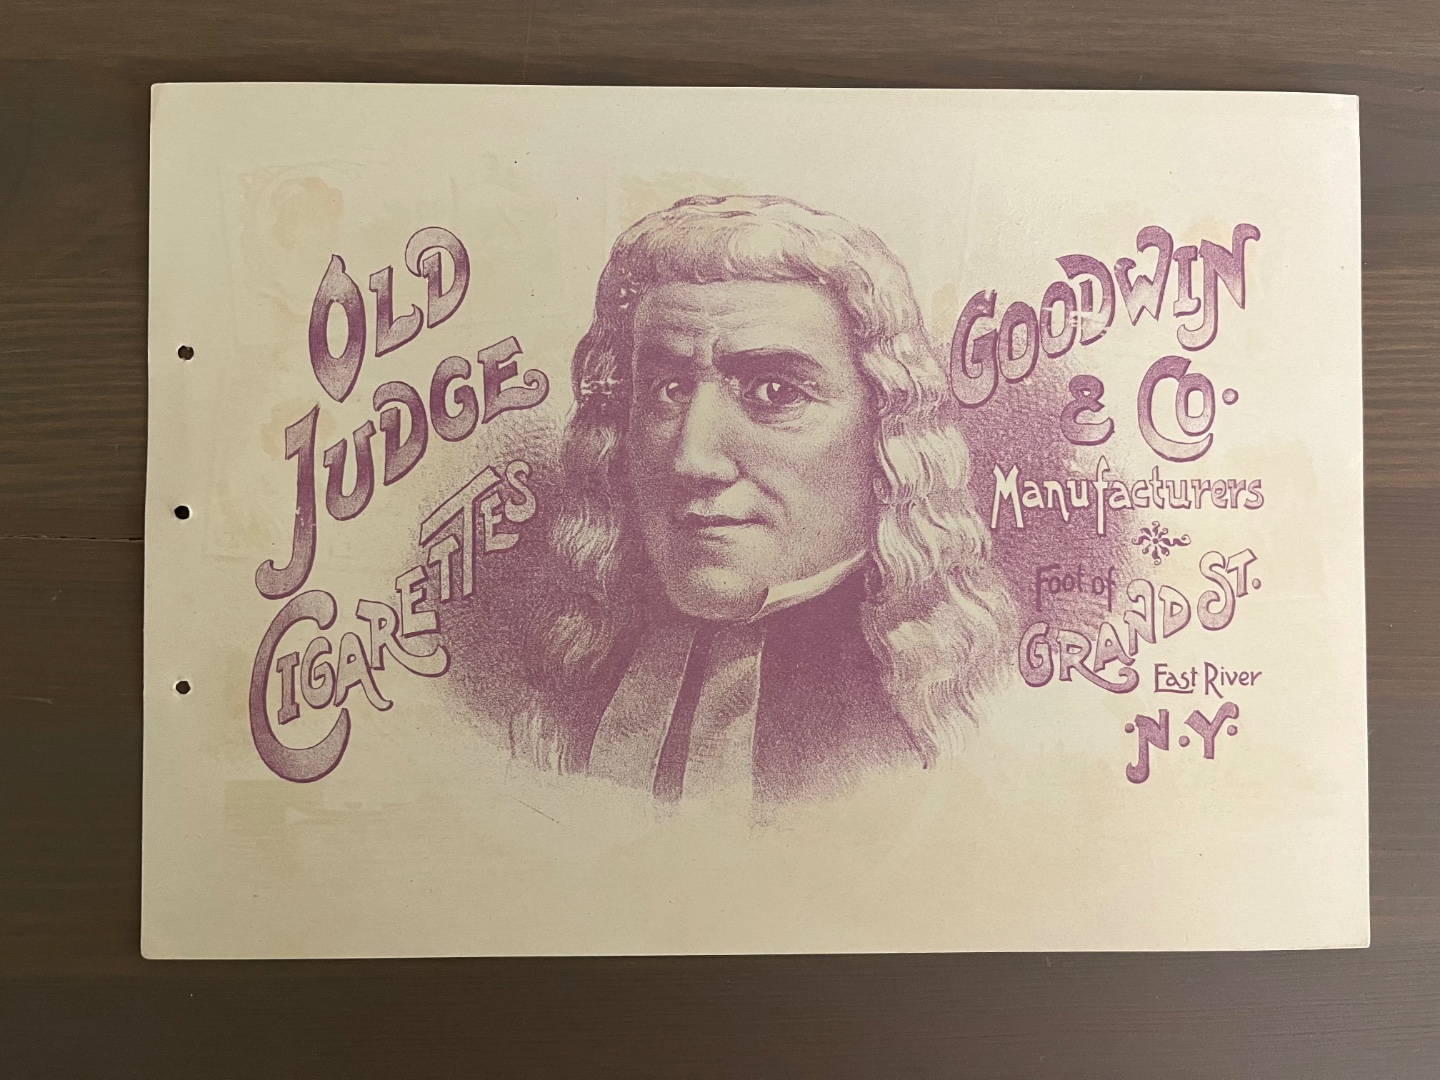 OLD
JUDGE
CIGARETTES
GOODWIN
& CO.
Manufacturers
Foot of
GRAND ST.
East River
·N.Y.·